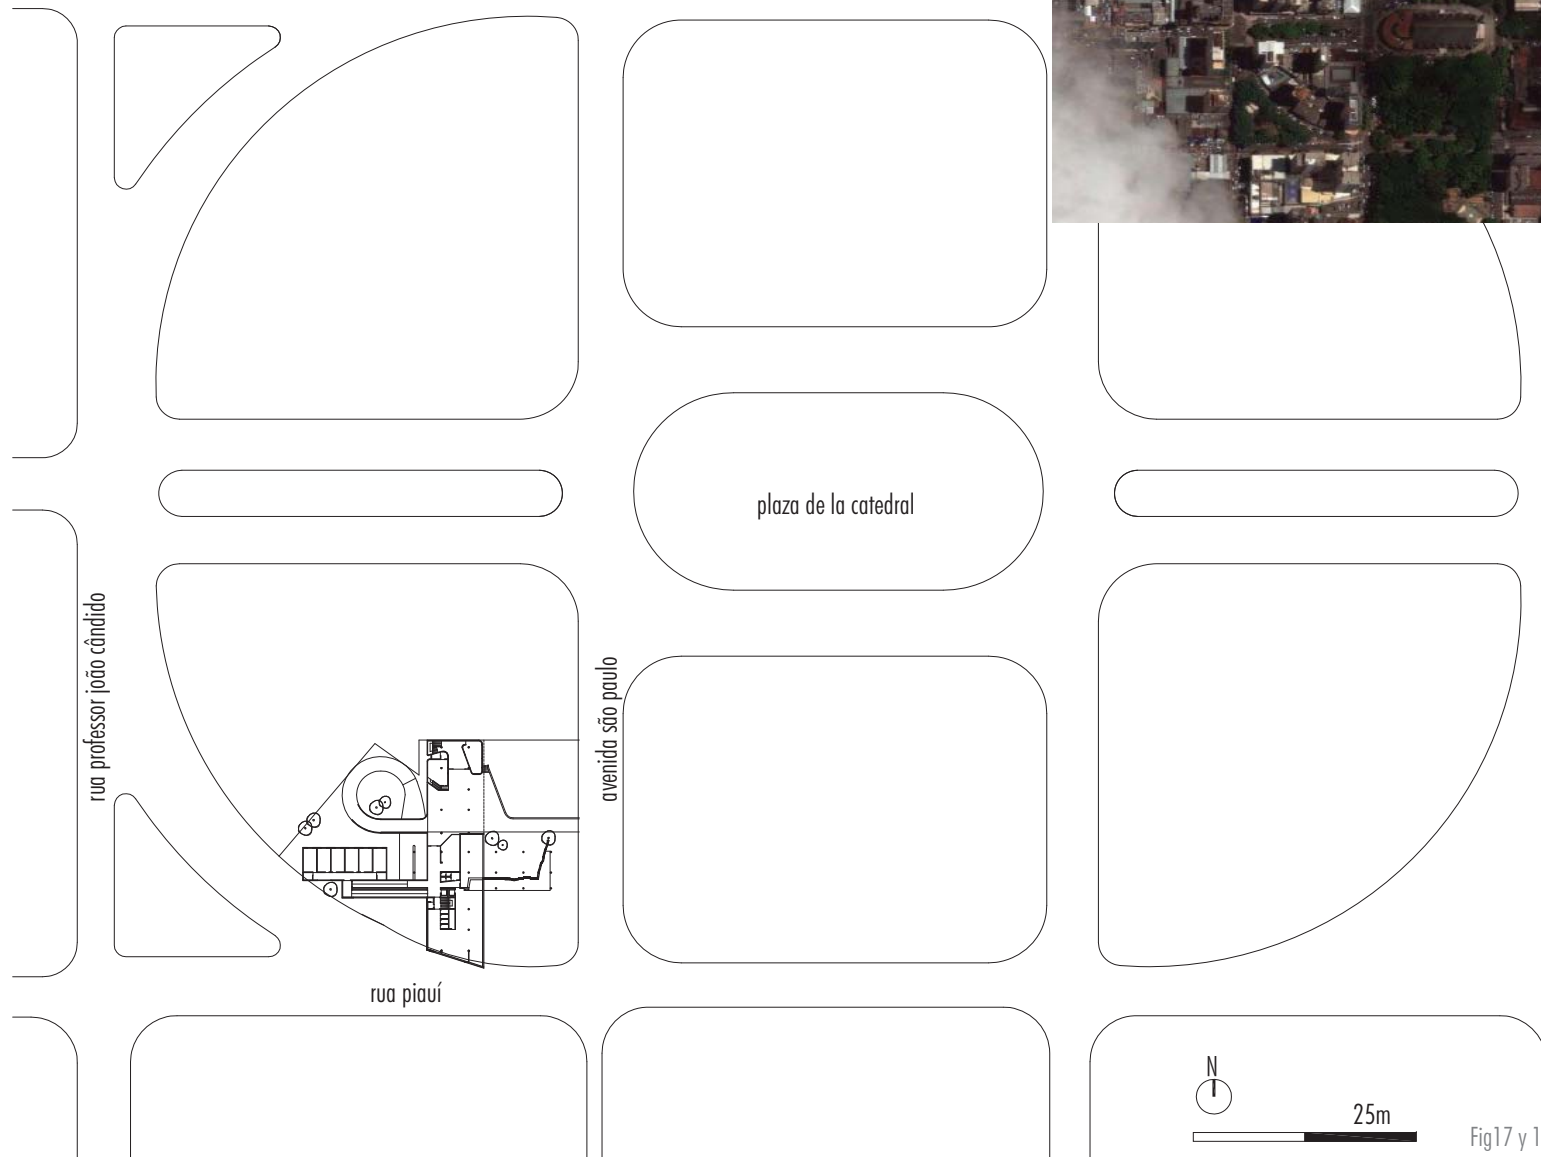 plaza de la catedral
rua professor joão cândido
avenida são paulo
rua piauí
N
25m
Fig17 y 1